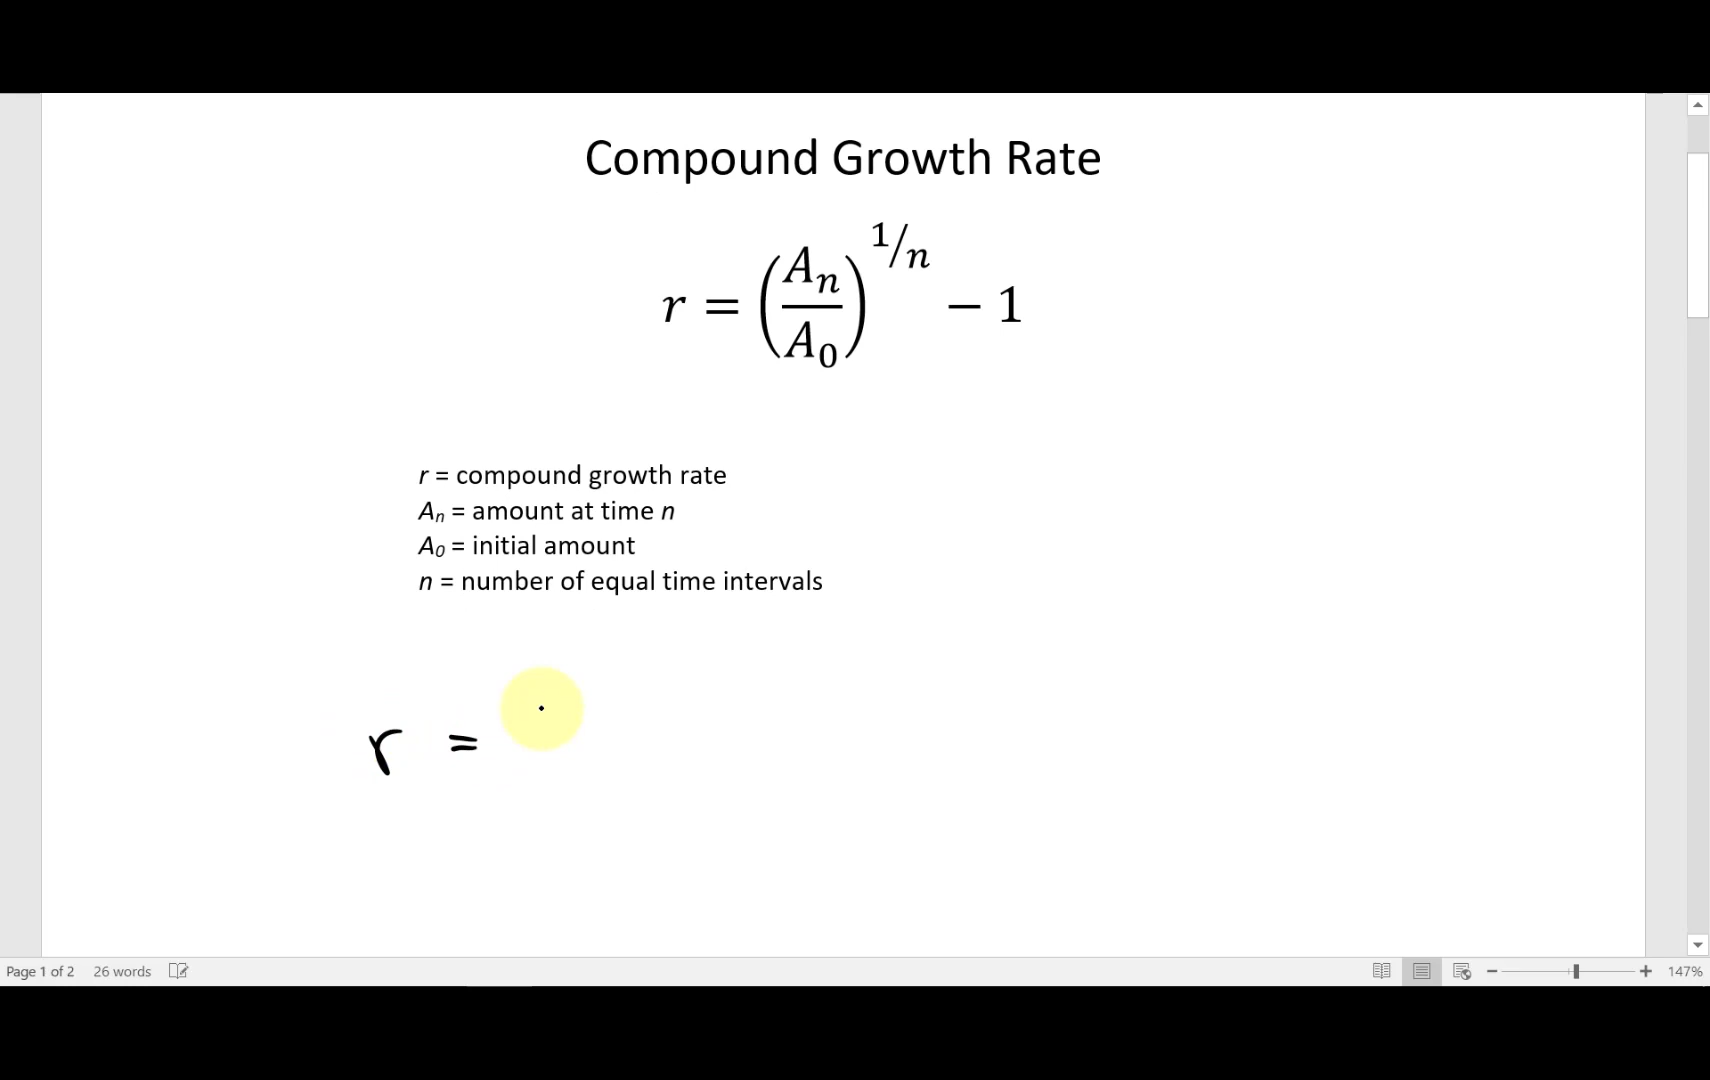 Compound Growth Rate
r = (Aₙ/A₀)^1/n − 1
r = compound growth rate
Aₙ = amount at time n
A₀ = initial amount
n = number of equal time intervals
r =
Page 1 of 2 26 words 147%